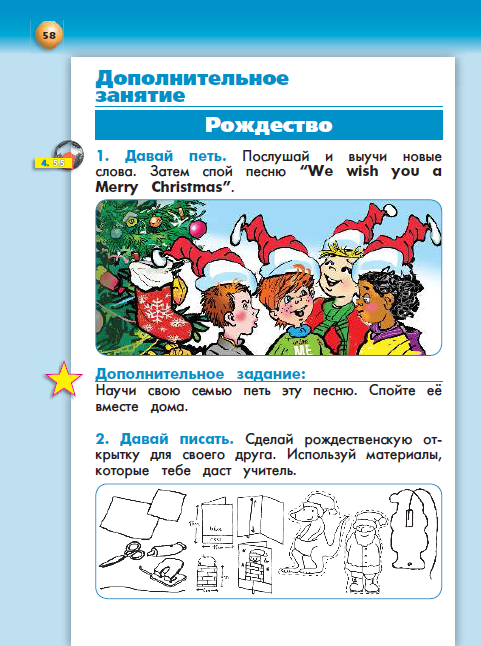 58
Дополнительное
занятие
Рождество
4. 55
1. Давай петь. Послушай и выучи новые
слова. Затем спой песню “We wish you a
Merry Christmas”.
ME
Дополнительное задание:
Научи свою семью петь эту песню. Спойте её
вместе дома.
2. Давай писать. Сделай рождественскую от-
крытку для своего друга. Используй материалы,
которые тебе даст учитель.